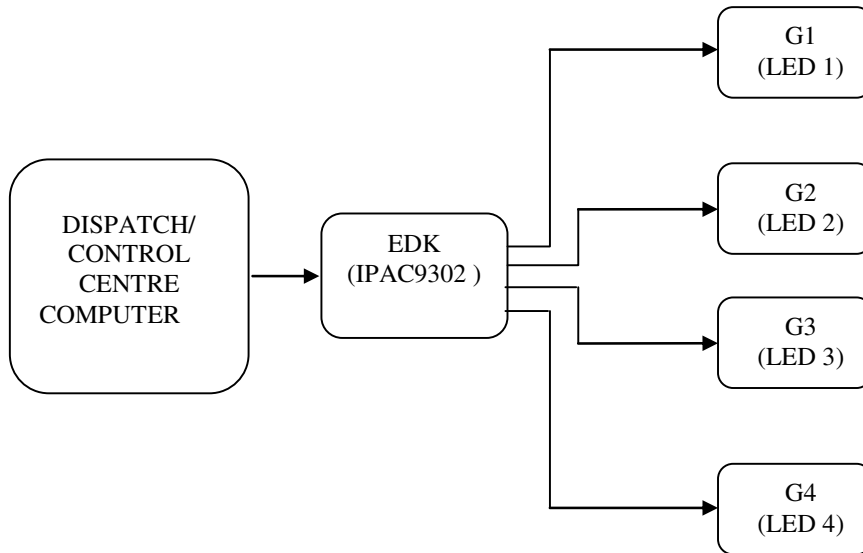 DISPATCH/
CONTROL
CENTRE
COMPUTER
EDK
(IPAC9302 )
G1
(LED 1)
G2
(LED 2)
G3
(LED 3)
G4
(LED 4)